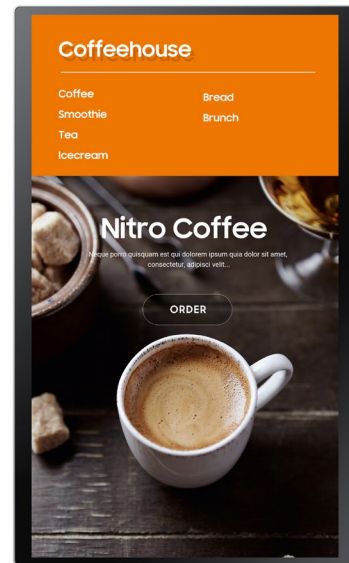 Coffeehouse
Coffee
Smoothie
Tea
Icecream
Bread
Brunch
Nitro Coffee
Neque porro quisquam est qui dolorem ipsum quia dolor sit amet,
consectetur, adipisci velit...
ORDER